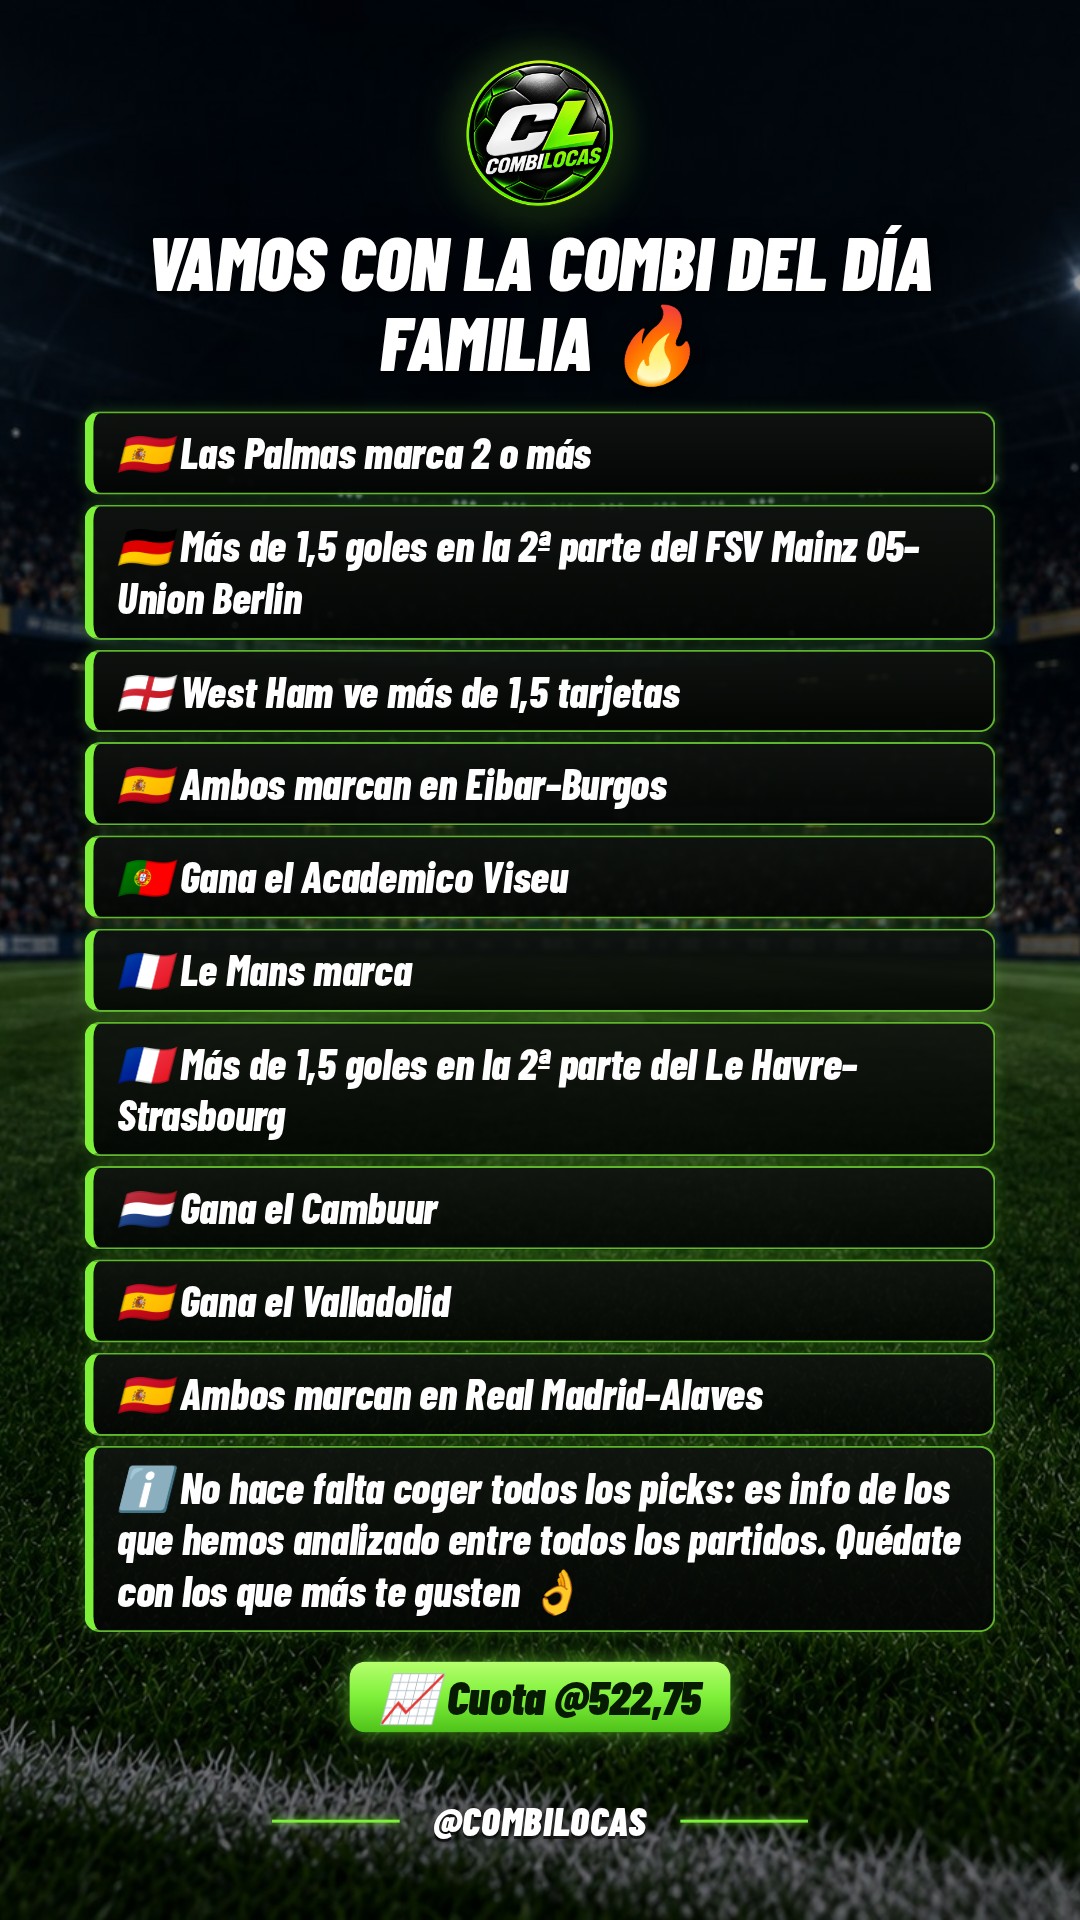 CL
COMBILOCAS
VAMOS CON LA COMBI DEL DÍA
FAMILIA 🔥
🇪🇸 Las Palmas marca 2 o más
🇩🇪 Más de 1,5 goles en la 2ª parte del FSV Mainz 05-
Union Berlin
🏴󠁧󠁢󠁥󠁮󠁧󠁿 West Ham ve más de 1,5 tarjetas
🇪🇸 Ambos marcan en Eibar-Burgos
🇵🇹 Gana el Academico Viseu
🇫🇷 Le Mans marca
🇫🇷 Más de 1,5 goles en la 2ª parte del Le Havre-
Strasbourg
🇳🇱 Gana el Cambuur
🇪🇸 Gana el Valladolid
🇪🇸 Ambos marcan en Real Madrid-Alaves
ℹ️ No hace falta coger todos los picks: es info de los
que hemos analizado entre todos los partidos. Quédate
con los que más te gusten 👌
📈 Cuota @522,75
@COMBILOCAS